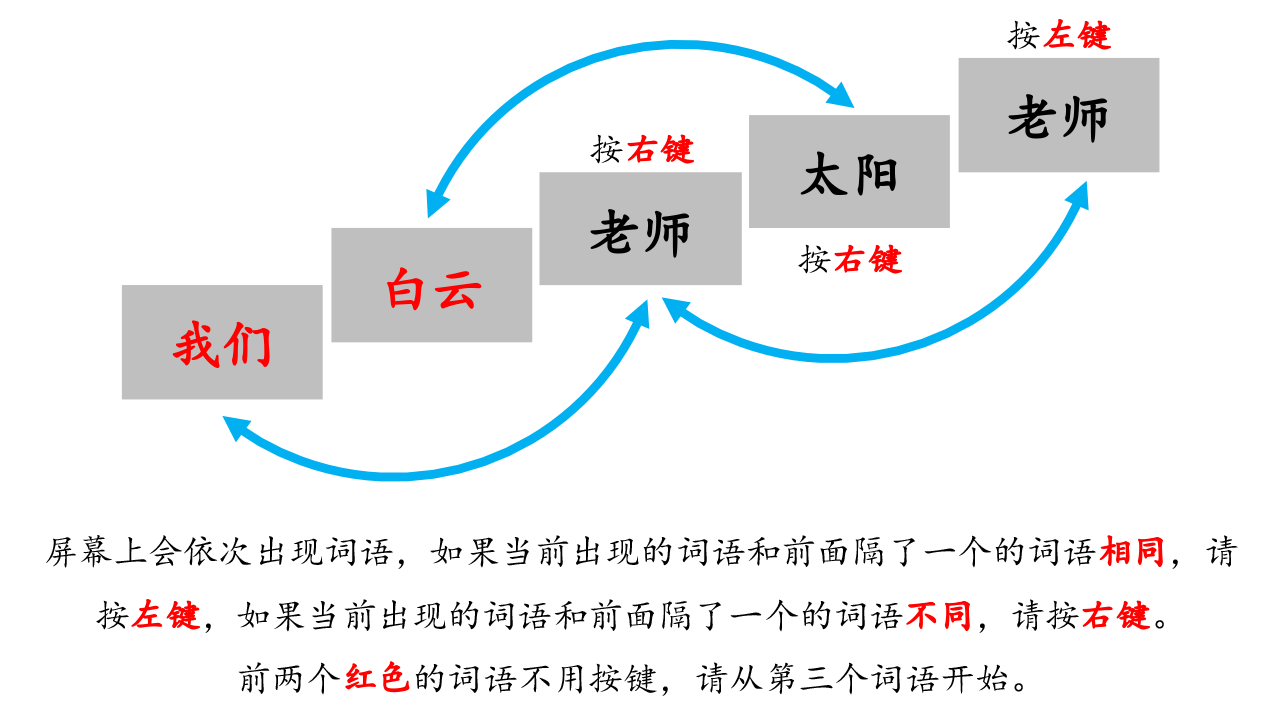 按左键
老师
按右键
太阳
老师
按右键
白云
我们
屏幕上会依次出现词语，如果当前出现的词语和前面隔了一个的词语相同，请
按左键，如果当前出现的词语和前面隔了一个的词语不同，请按右键。
前两个红色的词语不用按键，请从第三个词语开始。